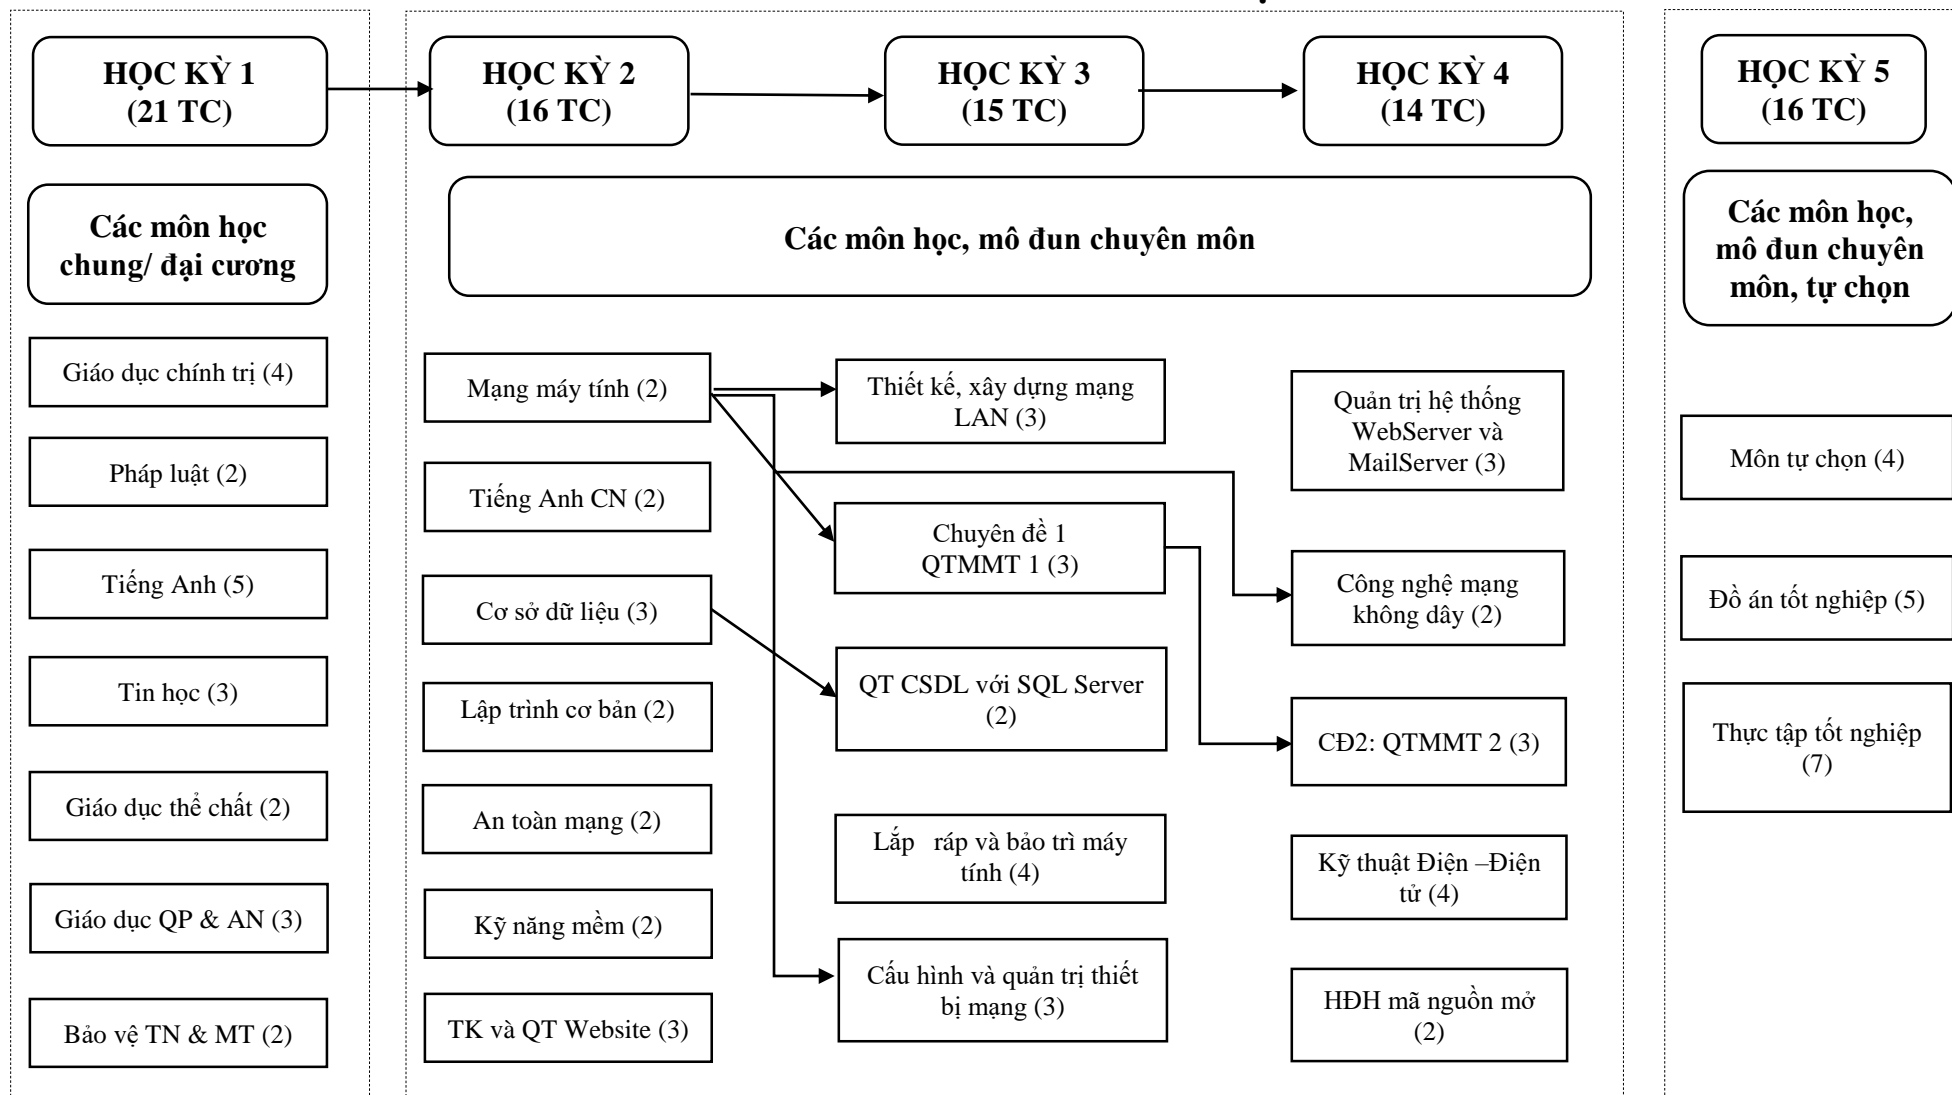 HỌC KỲ 1
(21 TC)
HỌC KỲ 2
(16 TC)
HỌC KỲ 3
(15 TC)
HỌC KỲ 4
(14 TC)
HỌC KỲ 5
(16 TC)
Các môn học
chung/ đại cương
Các môn học, mô đun chuyên môn
Các môn học,
mô đun chuyên
môn, tự chọn
Giáo dục chính trị (4)
Pháp luật (2)
Tiếng Anh (5)
Tin học (3)
Giáo dục thể chất (2)
Giáo dục QP & AN (3)
Bảo vệ TN & MT (2)
Mạng máy tính (2)
Tiếng Anh CN (2)
Cơ sở dữ liệu (3)
Lập trình cơ bản (2)
An toàn mạng (2)
Kỹ năng mềm (2)
TK và QT Website (3)
Thiết kế, xây dựng mạng
LAN (3)
Chuyên đề 1
QTMMT 1 (3)
QT CSDL với SQL Server
(2)
Lắp ráp và bảo trì máy
tính (4)
Cấu hình và quản trị thiết
bị mạng (3)
Quản trị hệ thống
WebServer và
MailServer (3)
Công nghệ mạng
không dây (2)
CĐ2: QTMMT 2 (3)
Kỹ thuật Điện –Điện
tử (4)
HĐH mã nguồn mở
(2)
Môn tự chọn (4)
Đồ án tốt nghiệp (5)
Thực tập tốt nghiệp
(7)